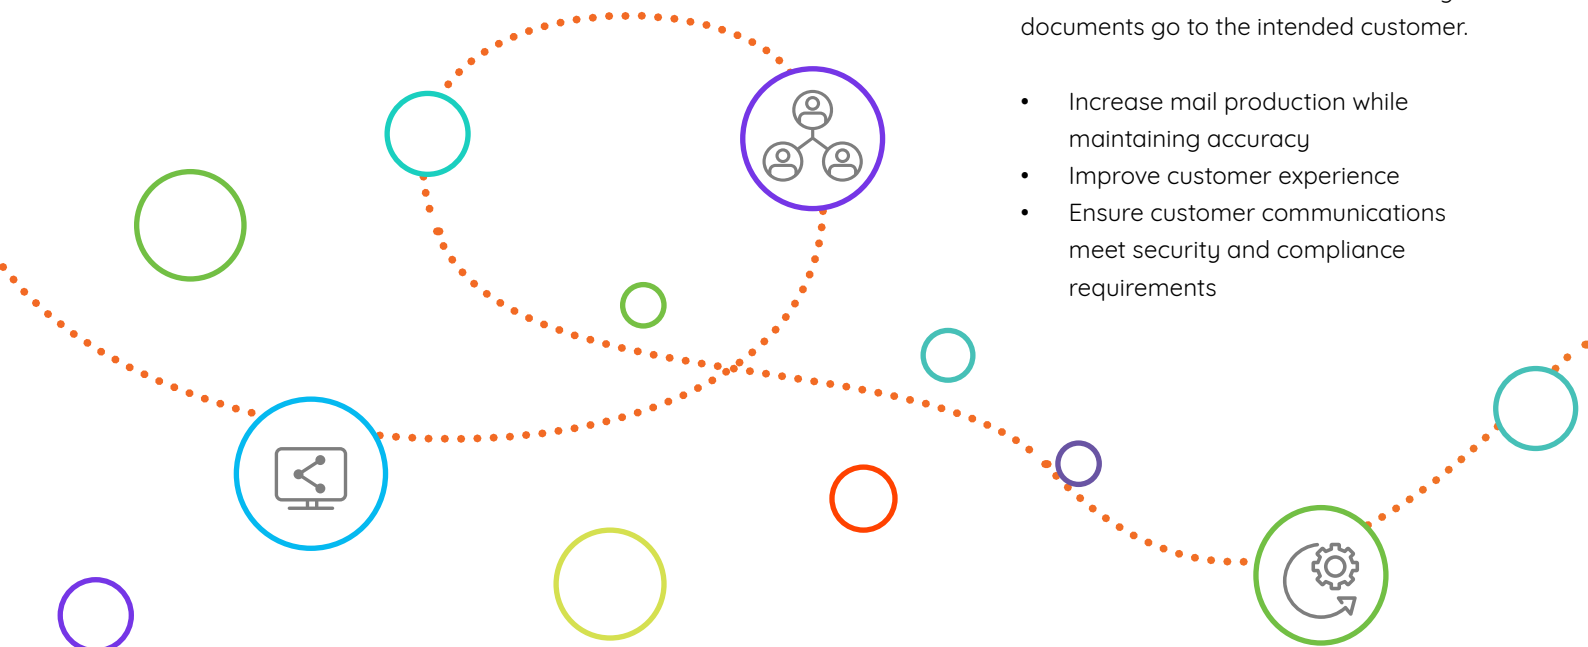 documents go to the intended customer.
• Increase mail production while
maintaining accuracy
• Improve customer experience
• Ensure customer communications
meet security and compliance
requirements